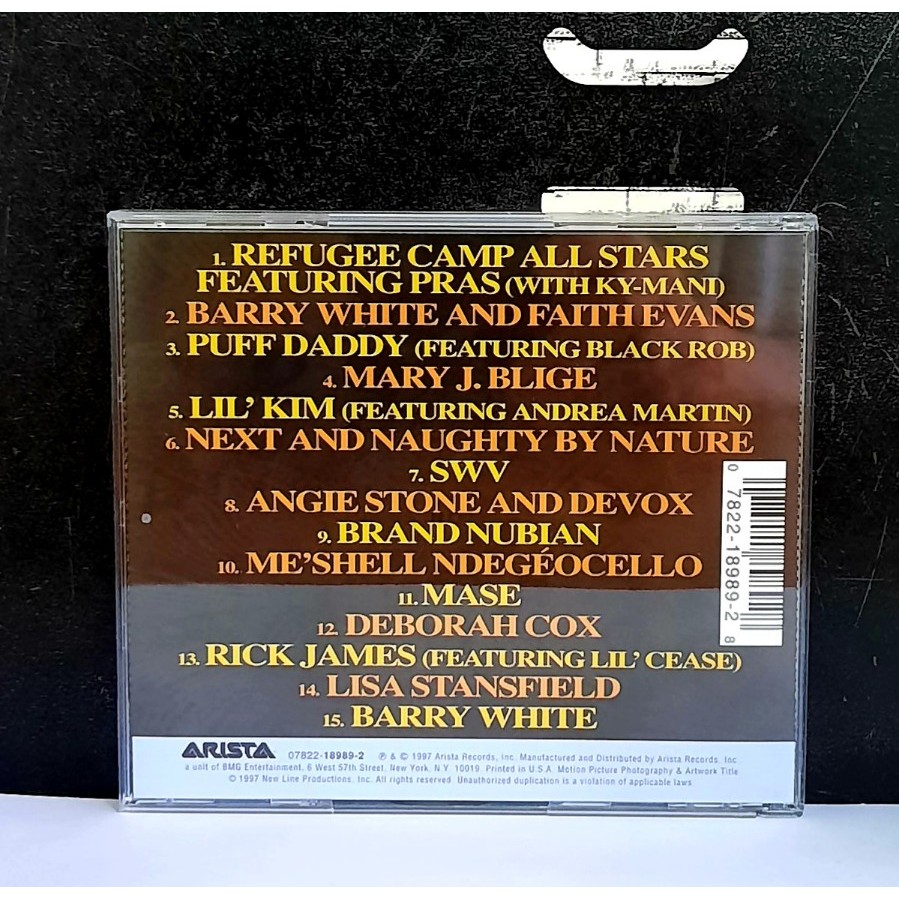 1. REFUGEE CAMP ALL STARS
FEATURING PRAS (WITH KY-MANI)
2. BARRY WHITE AND FAITH EVANS
3. PUFF DADDY (FEATURING BLACK ROB)
4. MARY J. BLIGE
5. LIL' KIM (FEATURING ANDREA MARTIN)
6. NEXT AND NAUGHTY BY NATURE
7. SWV
8. ANGIE STONE AND DEVOX
9. BRAND NUBIAN
10. ME'SHELL NDEGÉOCELLO
11. MASE
12. DEBORAH COX
13. RICK JAMES (FEATURING LIL' CEASE)
14. LISA STANSFIELD
15. BARRY WHITE
0 7822-18989-2 8
ARISTA 07822-18989-2 ℗ & © 1997 Arista Records, Inc. Manufactured and Distributed by Arista Records, Inc.
a unit of BMG Entertainment, 6 West 57th Street, New York, N.Y. 10019 Printed in U.S.A. Motion Picture Photography & Artwork Title
© 1997 New Line Productions, Inc. All rights reserved. Unauthorized duplication is a violation of applicable laws.